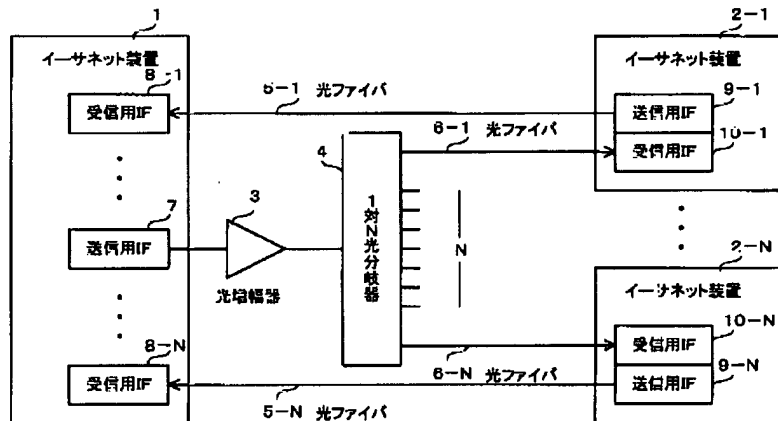 1
2-1
イーサネット装置
イーサネット装置
8-1
5-1 光ファイバ
9-1
受信用IF
送信用IF
6-1 光ファイバ
10-1
受信用IF
4
7
3
送信用IF
1対N光分岐器
N
光増幅器
2-N
イーサネット装置
10-N
8-N
受信用IF
9-N
受信用IF
6-N 光ファイバ
送信用IF
5-N 光ファイバ